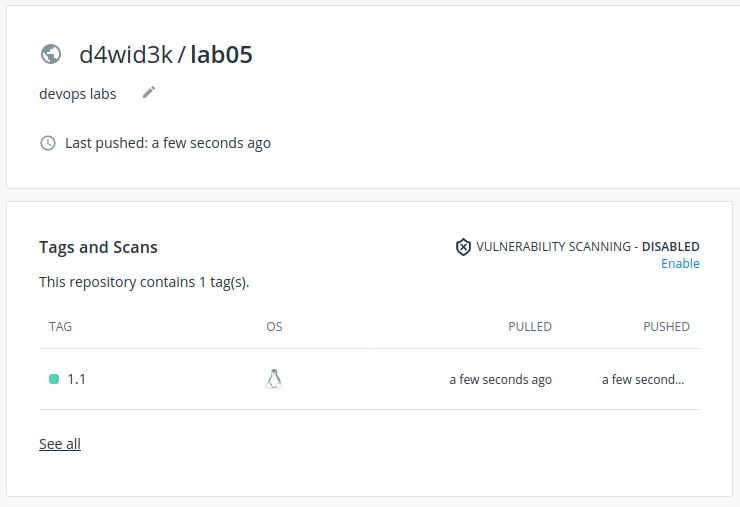 d4wid3k / lab05
devops labs
Last pushed: a few seconds ago
Tags and Scans
VULNERABILITY SCANNING - DISABLED
Enable
This repository contains 1 tag(s).
TAG OS PULLED PUSHED
1.1 a few seconds ago a few second...
See all